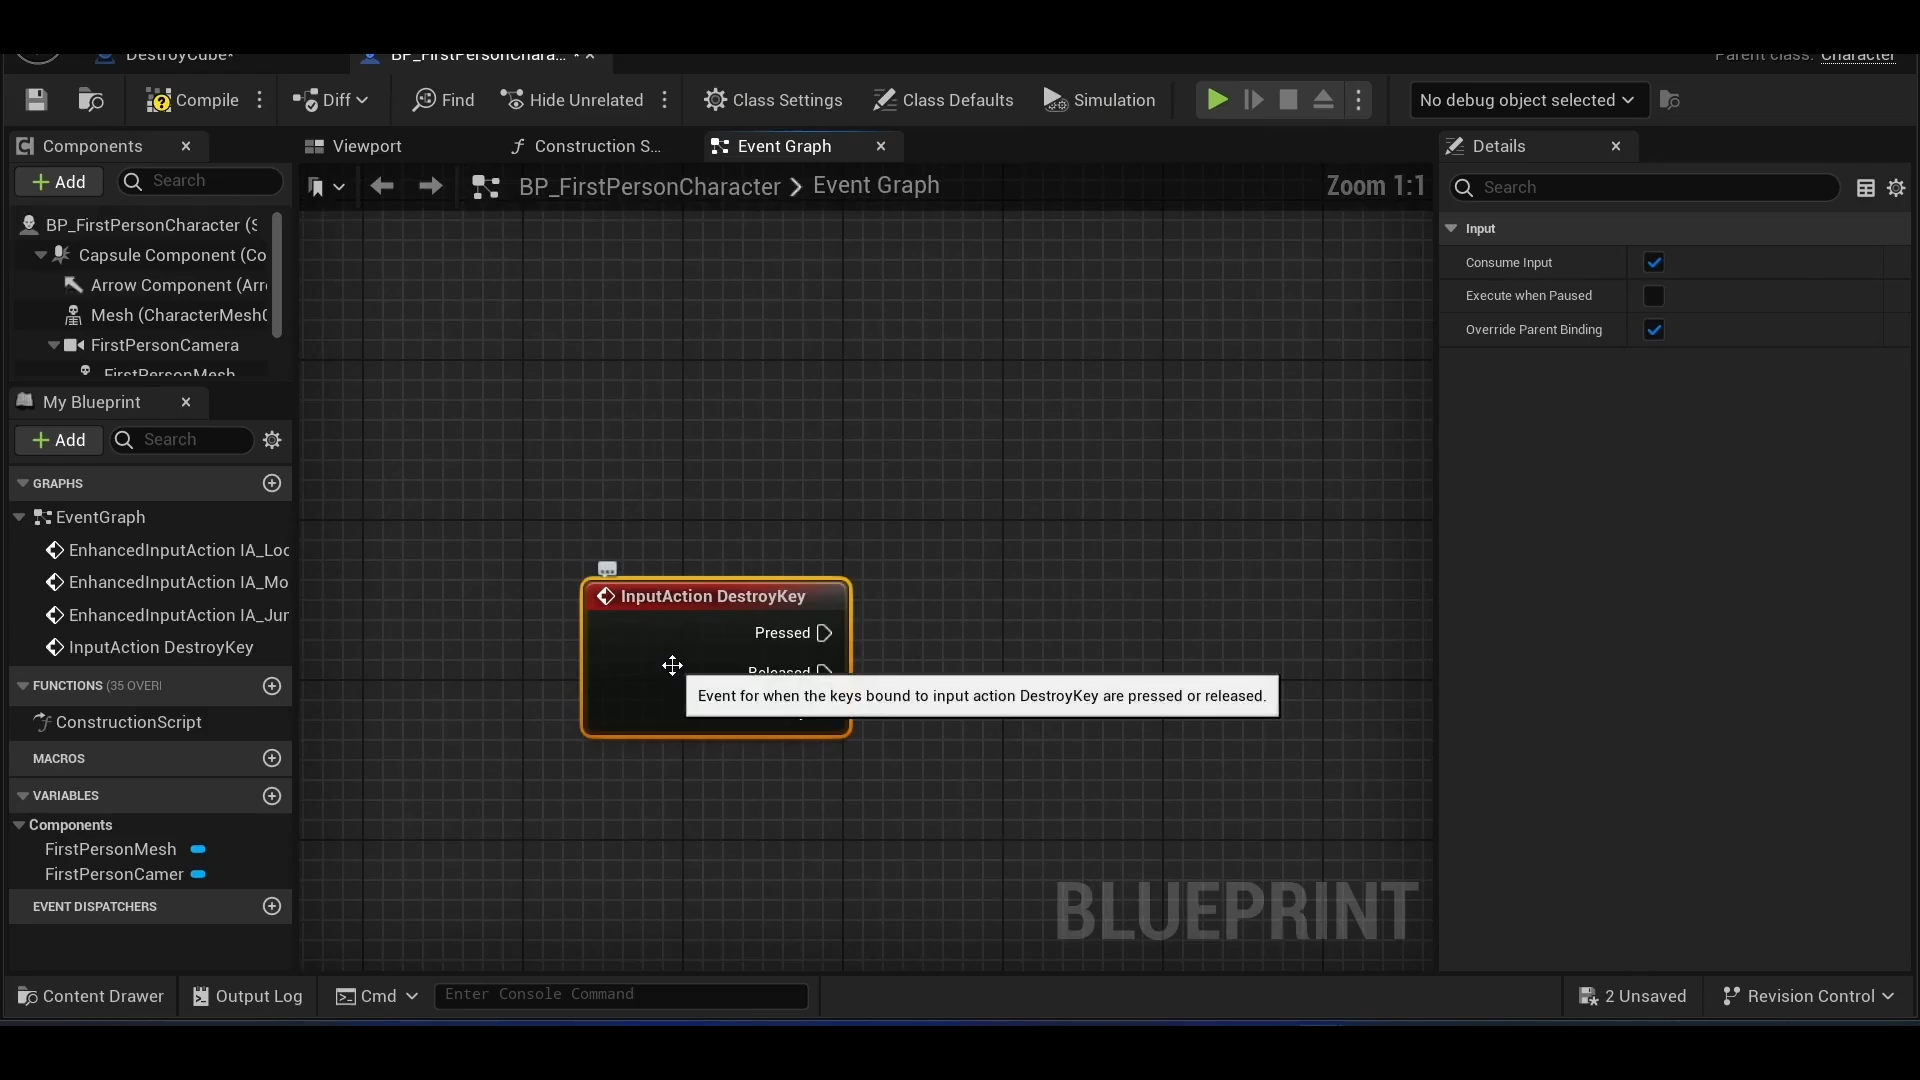 DestroyCube*
BP_FirstPersonChara... *
Parent class: Character
Compile
Diff
Find
Hide Unrelated
Class Settings
Class Defaults
Simulation
No debug object selected
Components
Viewport
Construction S...
Event Graph
Details
Add
Search
BP_FirstPersonCharacter > Event Graph
Zoom 1:1
Search
BP_FirstPersonCharacter (S
Capsule Component (Co
Arrow Component (Arr
Mesh (CharacterMesh
FirstPersonCamera
FirstPersonMesh
Input
Consume Input
Execute when Paused
Override Parent Binding
My Blueprint
Add
Search
GRAPHS
EventGraph
EnhancedInputAction IA_Loo
EnhancedInputAction IA_Mo
EnhancedInputAction IA_Jur
InputAction DestroyKey
FUNCTIONS (35 OVERI
ConstructionScript
MACROS
VARIABLES
Components
FirstPersonMesh
FirstPersonCamer
EVENT DISPATCHERS
InputAction DestroyKey
Pressed
Released
Event for when the keys bound to input action DestroyKey are pressed or released.
BLUEPRINT
Content Drawer
Output Log
Cmd
Enter Console Command
2 Unsaved
Revision Control